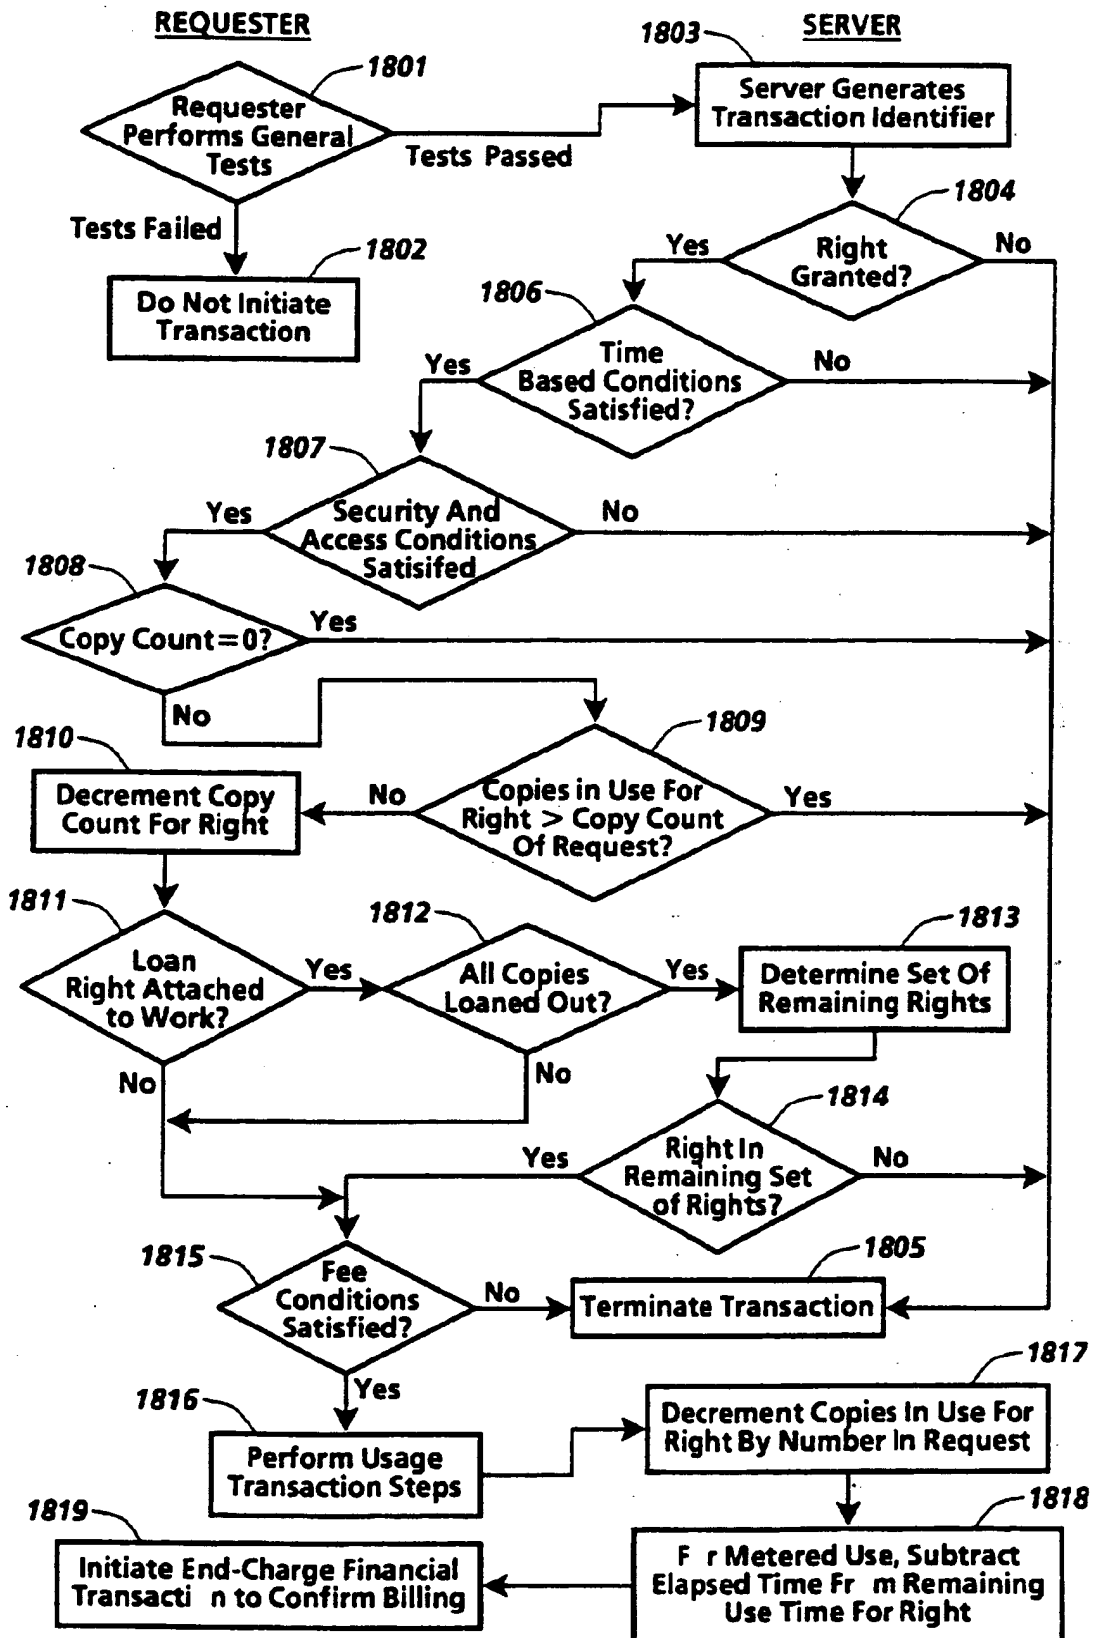 REQUESTER
SERVER
1801
1803
Requester
Performs General
Tests
Tests Passed
Server Generates
Transaction Identifier
Tests Failed
1802
Do Not Initiate
Transaction
1804
Right
Granted?
Yes
No
1806
Time
Based Conditions
Satisfied?
Yes
No
1807
Security And
Access Conditions
Satisifed
Yes
No
1808
Copy Count=0?
Yes
No
1809
Copies in Use For
Right > Copy Count
Of Request?
No
Yes
1810
Decrement Copy
Count For Right
1811
Loan
Right Attached
to Work?
Yes
No
1812
All Copies
Loaned Out?
Yes
No
1813
Determine Set Of
Remaining Rights
1814
Right In
Remaining Set
of Rights?
Yes
No
1815
Fee
Conditions
Satisfied?
No
Yes
1805
Terminate Transaction
1816
Perform Usage
Transaction Steps
1817
Decrement Copies In Use For
Right By Number In Request
1818
F r Metered Use, Subtract
Elapsed Time Fr m Remaining
Use Time For Right
1819
Initiate End-Charge Financial
Transacti n to Confirm Billing